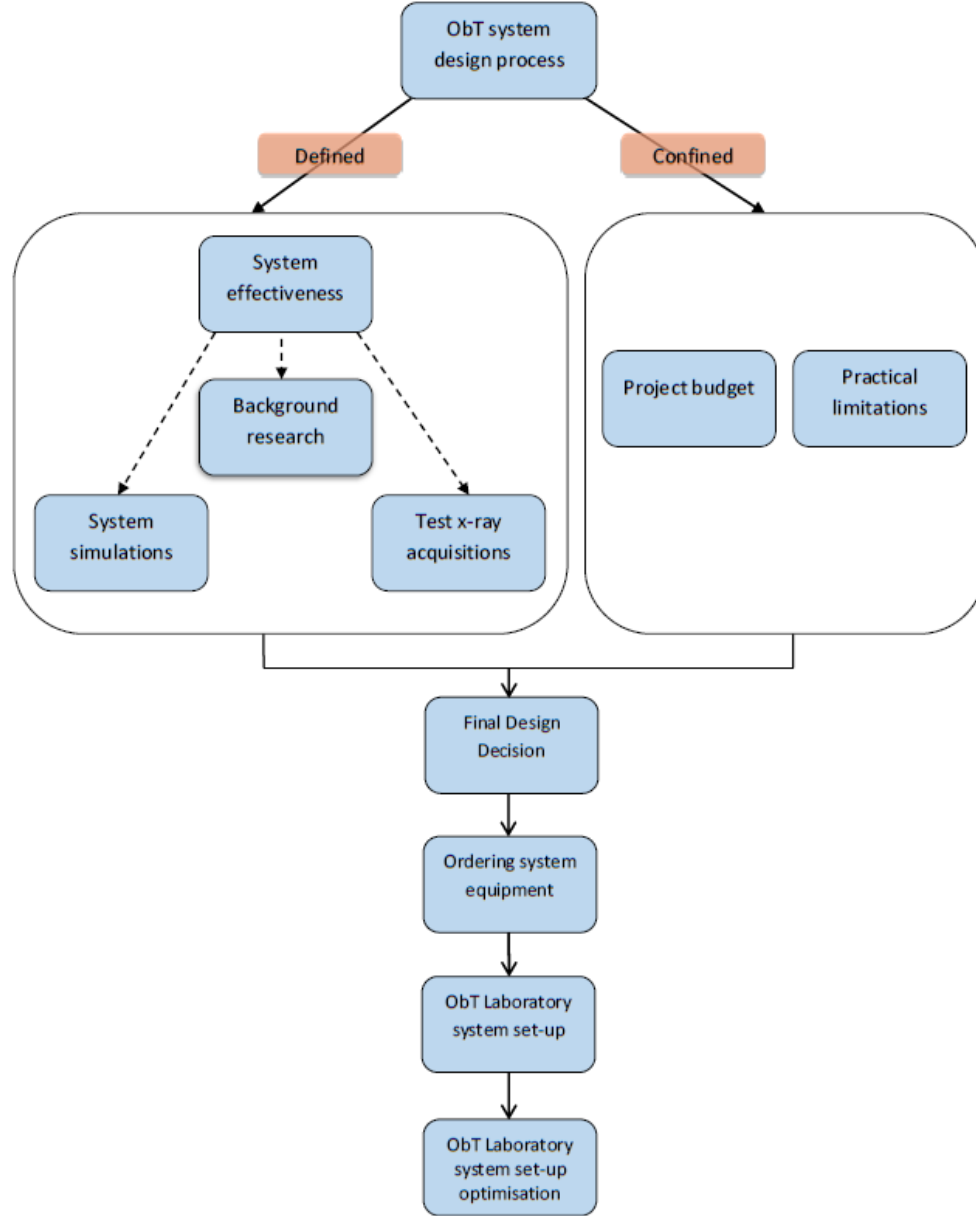 ObT system
design process
Defined
Confined
System
effectiveness
Background
research
System
simulations
Test x-ray
acquisitions
Project budget
Practical
limitations
Final Design
Decision
Ordering system
equipment
ObT Laboratory
system set-up
ObT Laboratory
system set-up
optimisation